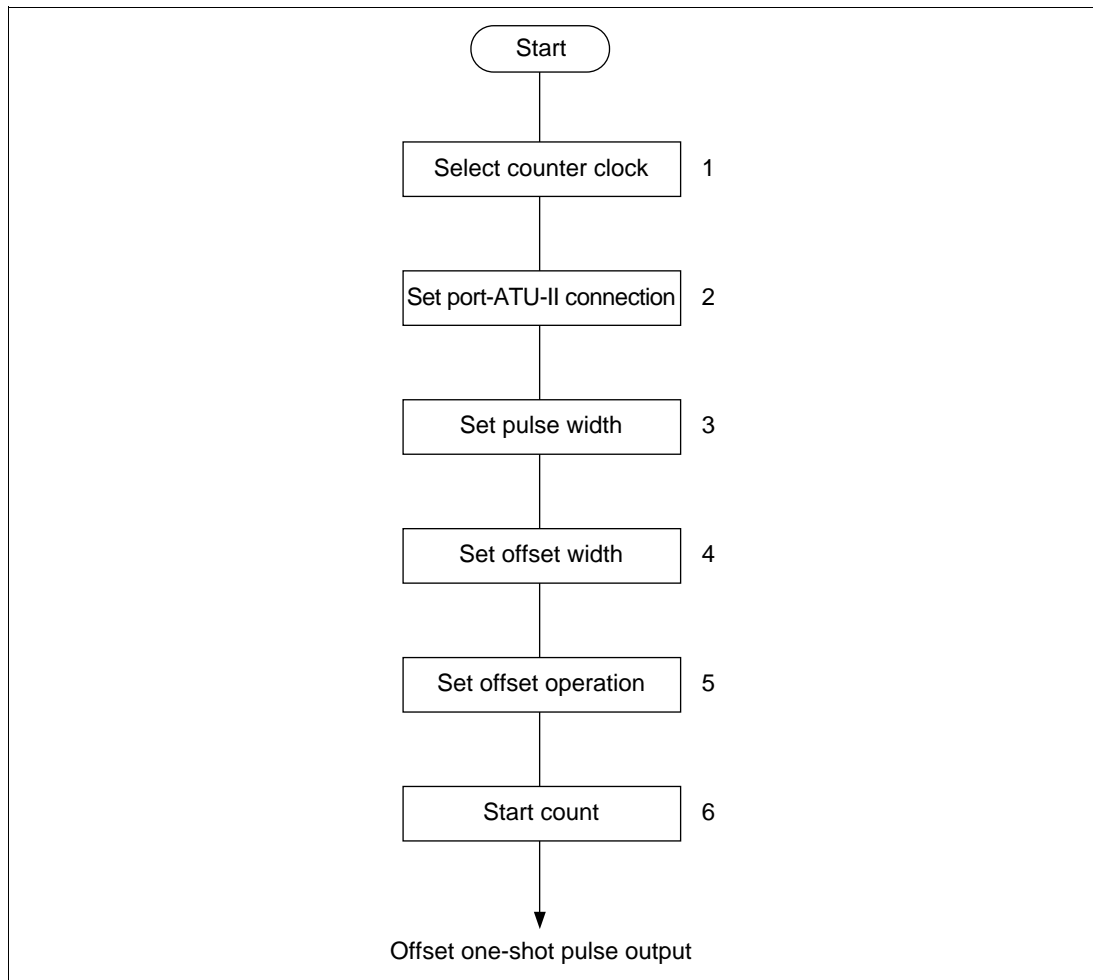 Start
Select counter clock 1
Set port-ATU-II connection 2
Set pulse width 3
Set offset width 4
Set offset operation 5
Start count 6
Offset one-shot pulse output